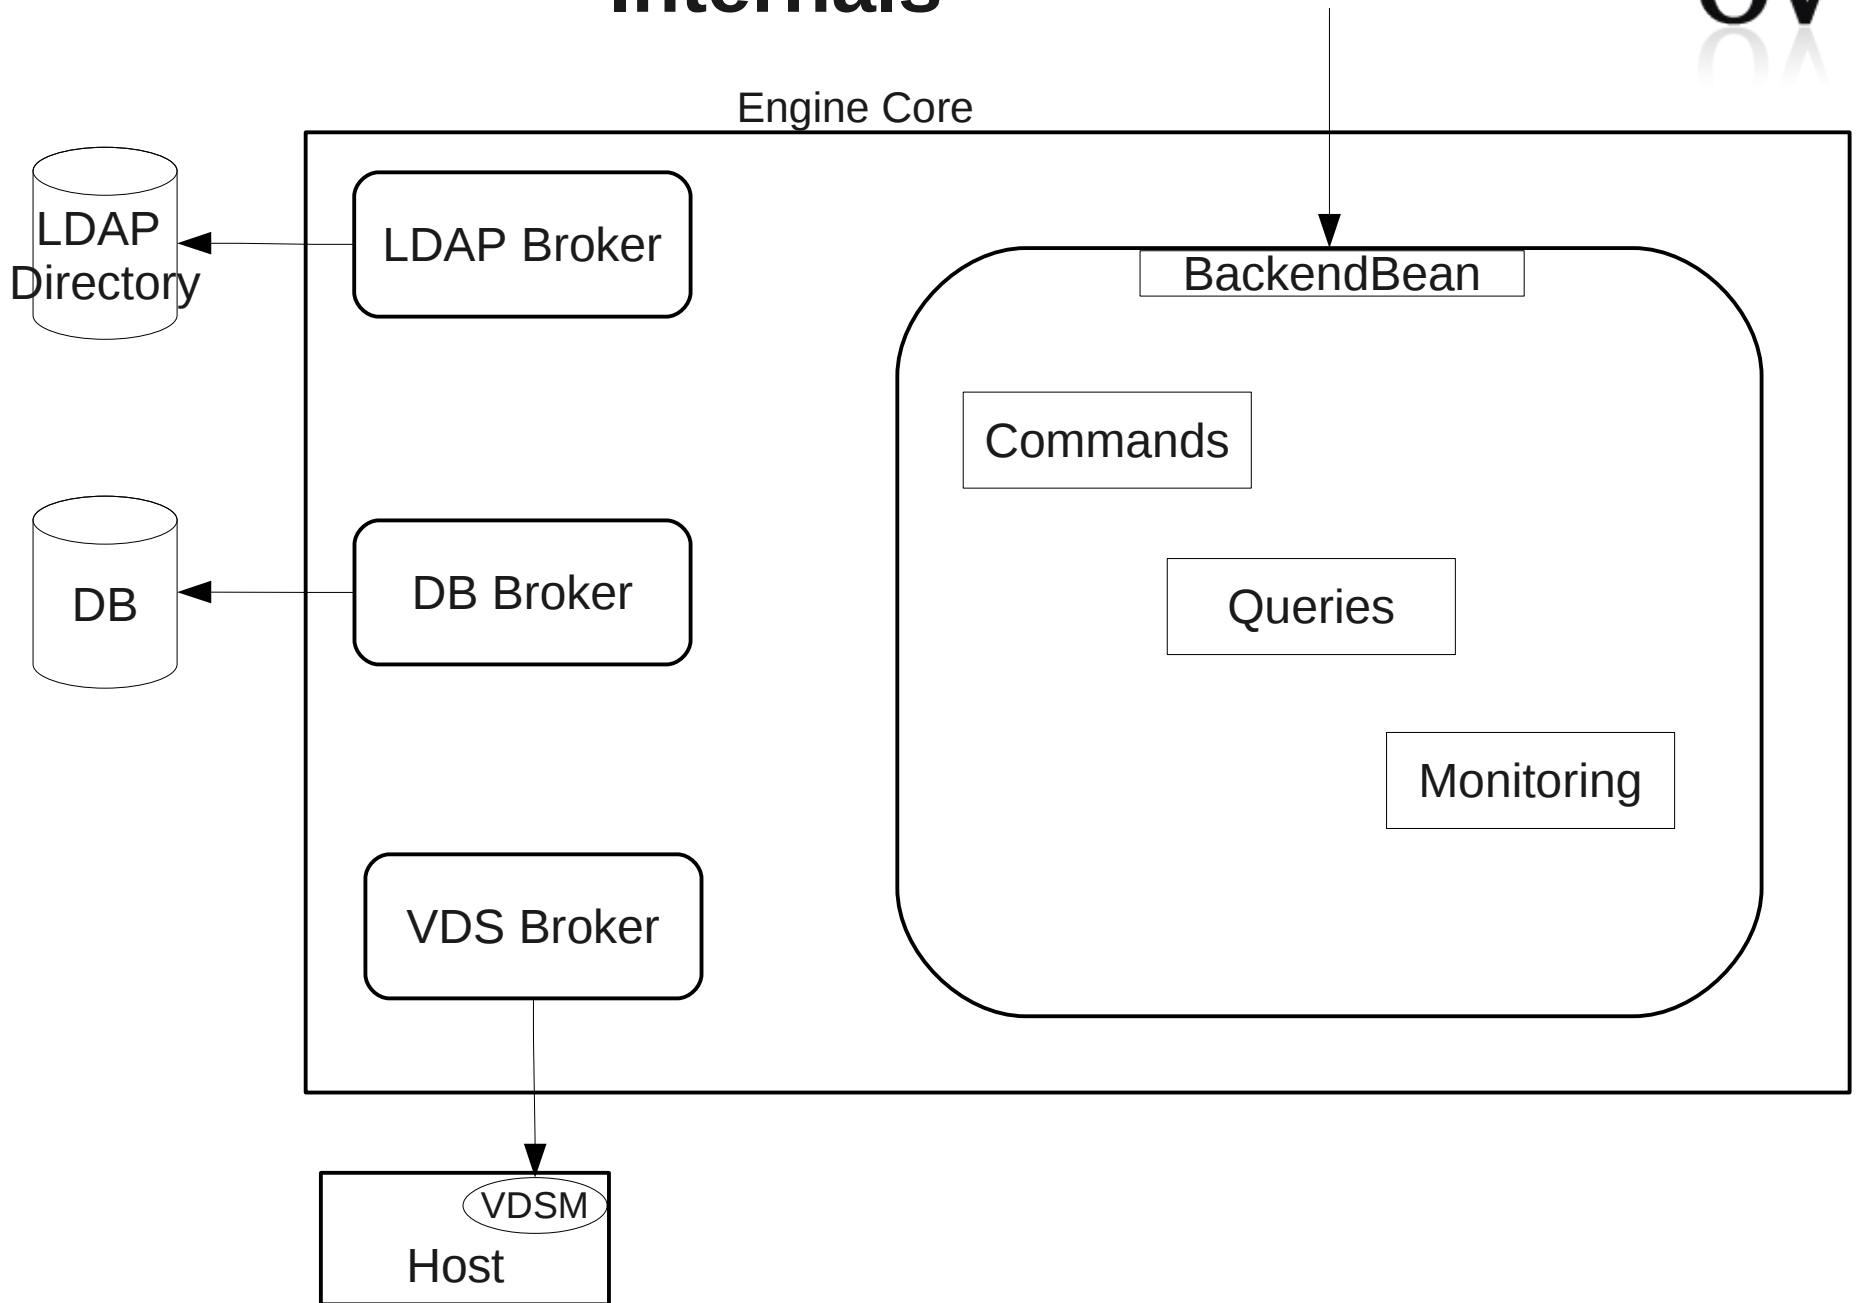 Internals
Engine Core
LDAP
Directory
LDAP Broker
BackendBean
Commands
DB
DB Broker
Queries
Monitoring
VDS Broker
VDSM
Host